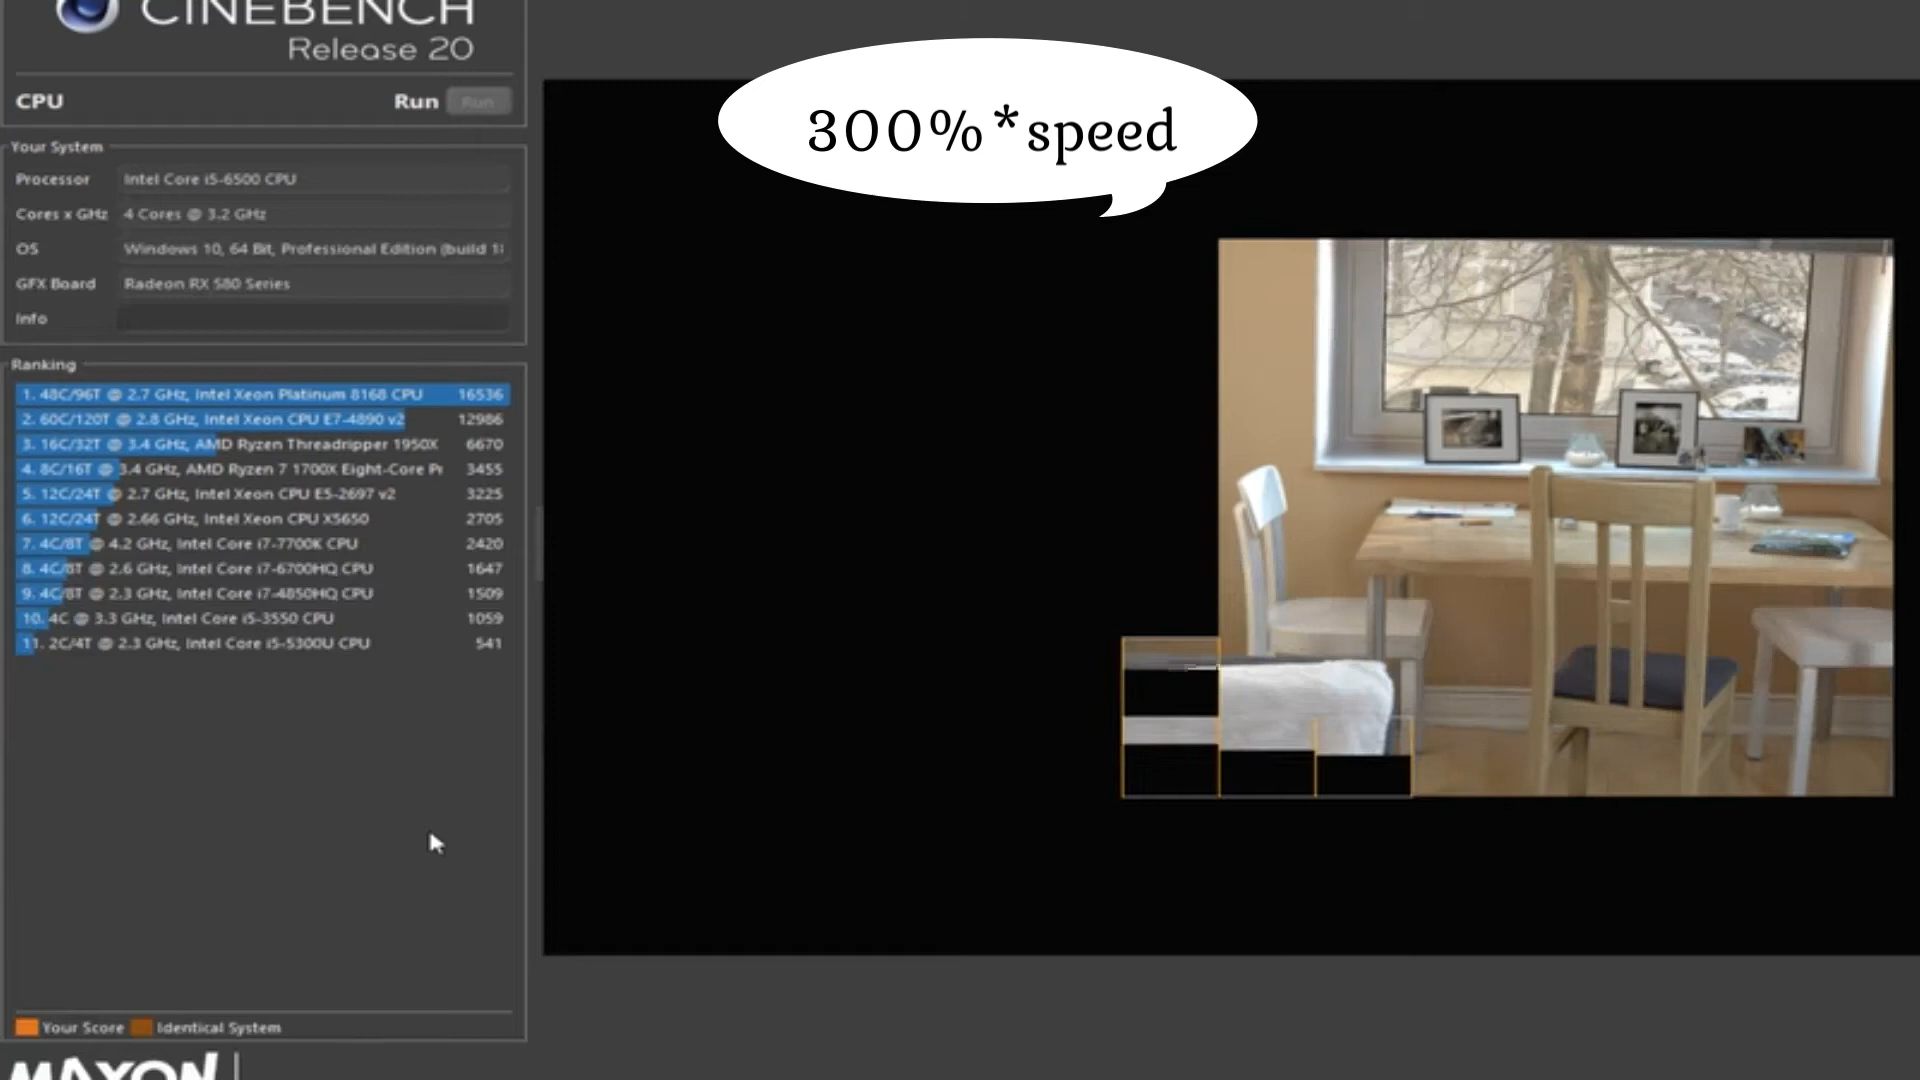 CINEBENCH
Release 20
300%*speed
CPU Run Run
Your System
Processor Intel Core i5-6500 CPU
Cores x GHz 4 Cores @ 3.2 GHz
OS Windows 10, 64 Bit, Professional Edition (build 1
GFX Board Radeon RX 580 Series
Info
Ranking
1. 48C/96T @ 2.7 GHz, Intel Xeon Platinum 8168 CPU 16536
2. 60C/120T @ 2.8 GHz, Intel Xeon CPU E7-4890 v2 12986
3. 16C/32T @ 3.4 GHz, AMD Ryzen Threadripper 1950X 6670
4. 8C/16T @ 3.4 GHz, AMD Ryzen 7 1700X Eight-Core Pr 3455
5. 12C/24T @ 2.7 GHz, Intel Xeon CPU E5-2697 v2 3225
6. 12C/24T @ 2.66 GHz, Intel Xeon CPU X5650 2705
7. 4C/8T @ 4.2 GHz, Intel Core i7-7700K CPU 2420
8. 4C/8T @ 2.6 GHz, Intel Core i7-6700HQ CPU 1647
9. 4C/8T @ 2.3 GHz, Intel Core i7-4850HQ CPU 1509
10. 4C @ 3.3 GHz, Intel Core i5-3550 CPU 1059
11. 2C/4T @ 2.3 GHz, Intel Core i5-5300U CPU 541
Your Score Identical System
MAXON